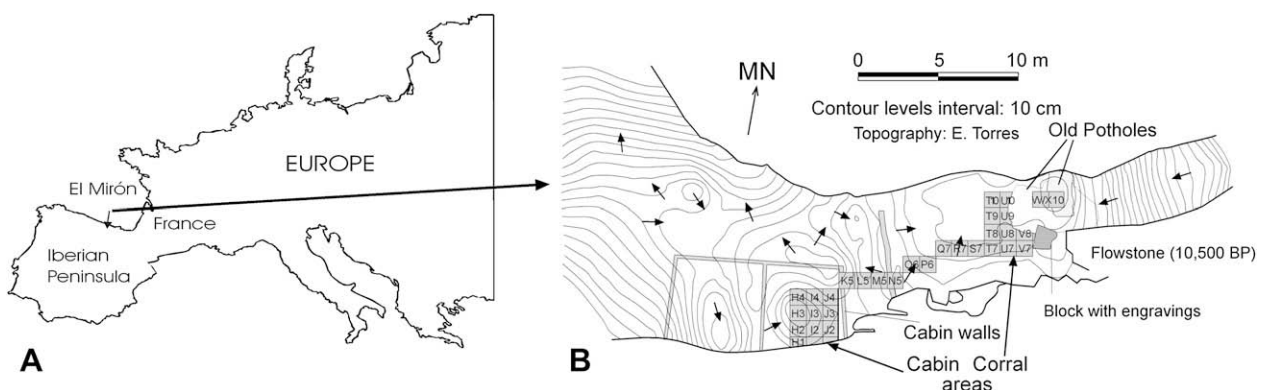 A
EUROPE
El Mirón
France
Iberian
Peninsula
B
0 5 10 m
MN
Contour levels interval: 10 cm
Topography: E. Torres
Old Potholes
T10 U10 W/X10
T9 U9
T8 U8 V8
Q7 R7 S7 T7 U7 V7
P6
K5 L5 M5 N5
H4 I4 J4
H3 I3 J3
H2 I2 J2
H1
Flowstone (10,500 BP)
Block with engravings
Cabin walls
Cabin Corral
areas